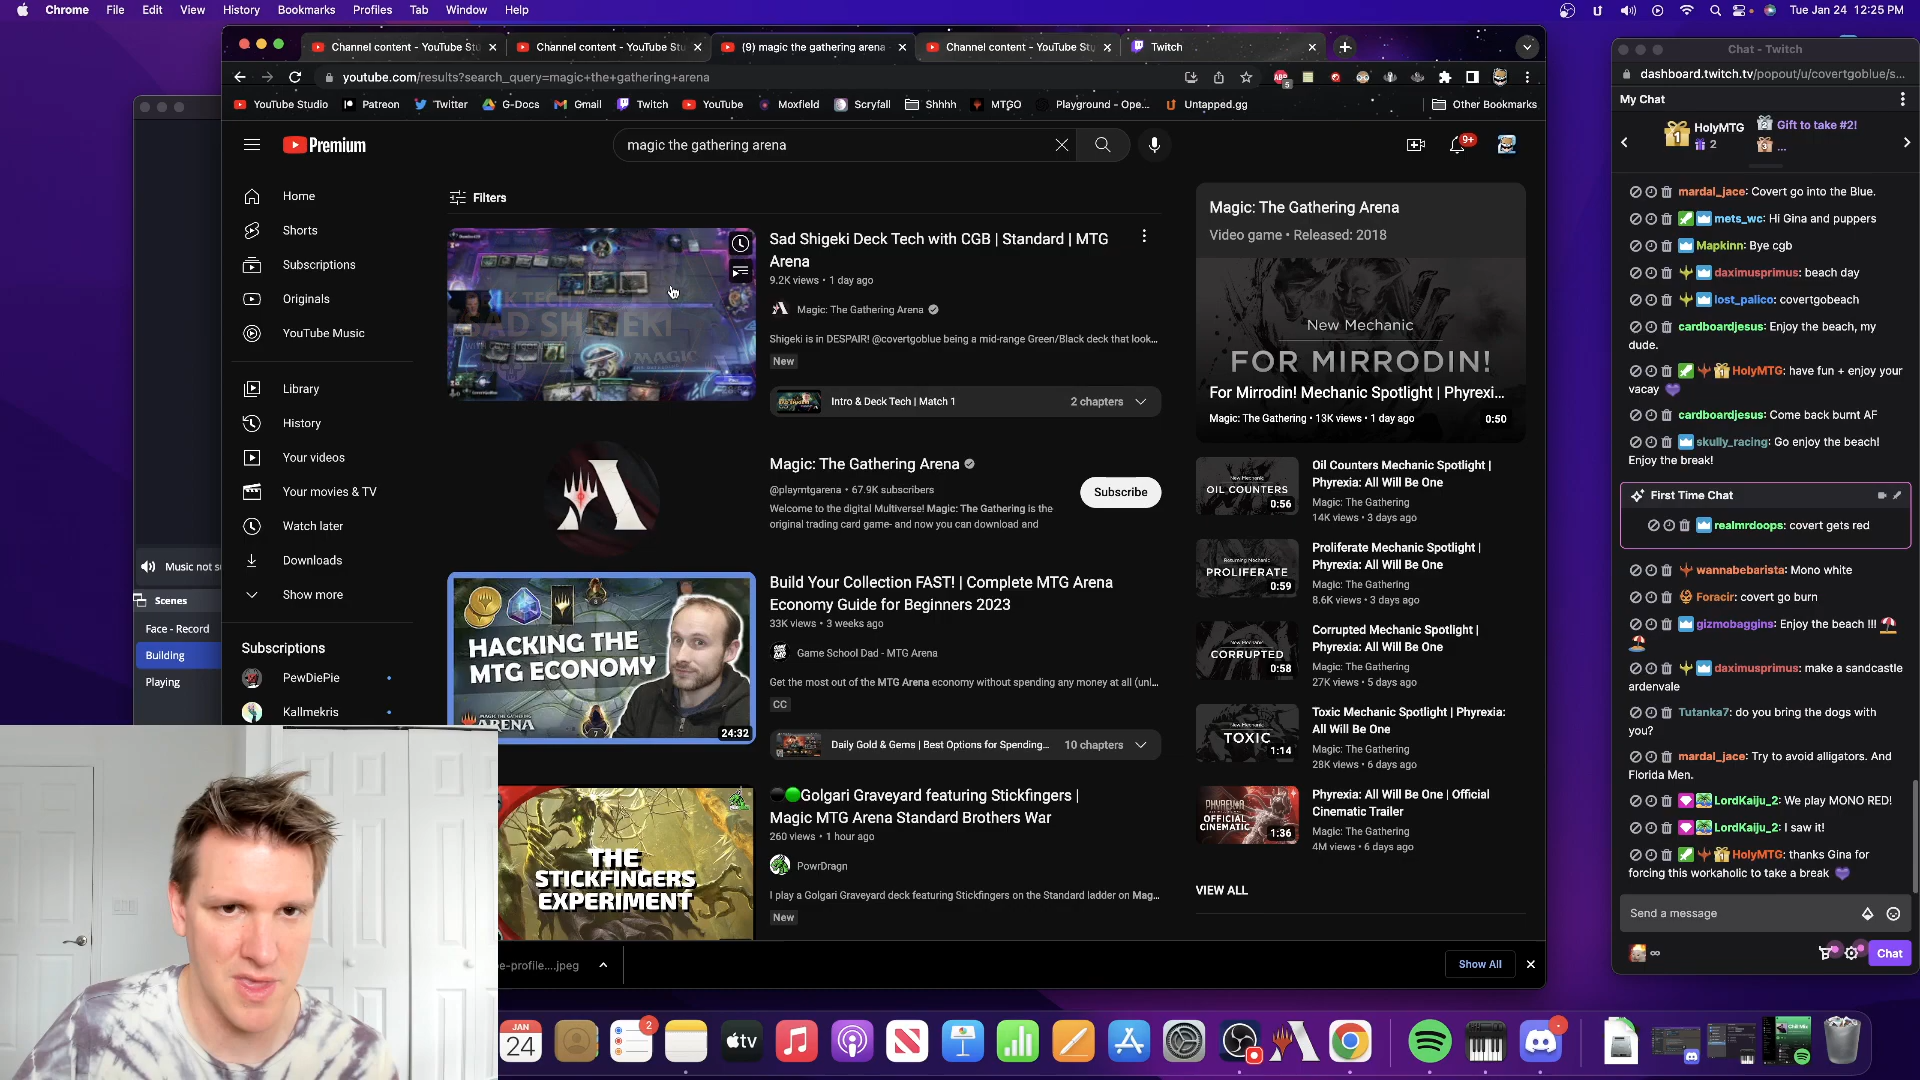 Chrome File Edit View History Bookmarks Profiles Tab Window Help
Tue Jan 24 12:25 PM
Channel content - YouTube Stu
Channel content - YouTube Stu
(9) magic the gathering arena
Channel content - YouTube Stu
Twitch
youtube.com/results?search_query=magic+the+gathering+arena
YouTube Studio Patreon Twitter G-Docs Gmail Twitch YouTube Moxfield Scryfall Shhhh MTGO Playground - Ope... Untapped.gg Other Bookmarks
Premium
magic the gathering arena
9+
Home
Shorts
Subscriptions
Originals
YouTube Music
Library
History
Your videos
Your movies & TV
Watch later
Downloads
Show more
Subscriptions
PewDiePie
Kallmekris
Music not s
Scenes
Face - Record
Building
Playing
Filters
Sad Shigeki Deck Tech with CGB | Standard | MTG
Arena
9.2K views • 1 day ago
Magic: The Gathering Arena
Shigeki is in DESPAIR! @covertgoblue being a mid-range Green/Black deck that look...
New
Intro & Deck Tech | Match 1
2 chapters
Magic: The Gathering Arena
@playmtgarena • 67.9K subscribers
Welcome to the digital Multiverse! Magic: The Gathering is the
original trading card game- and now you can download and
Subscribe
HACKING THE
MTG ECONOMY
ARENA
24:32
Build Your Collection FAST! | Complete MTG Arena
Economy Guide for Beginners 2023
33K views • 3 weeks ago
Game School Dad - MTG Arena
Get the most out of the MTG Arena economy without spending any money at all (unl...
CC
Daily Gold & Gems | Best Options for Spending...
10 chapters
THE
STICKFINGERS
EXPERIMENT
Golgari Graveyard featuring Stickfingers |
Magic MTG Arena Standard Brothers War
260 views • 1 hour ago
PowrDragn
I play a Golgari Graveyard deck featuring Stickfingers on the Standard ladder on Mag...
New
Magic: The Gathering Arena
Video game • Released: 2018
New Mechanic
FOR MIRRODIN!
For Mirrodin! Mechanic Spotlight | Phyrexi...
Magic: The Gathering • 13K views • 1 day ago
0:50
OIL COUNTERS
0:56
Oil Counters Mechanic Spotlight |
Phyrexia: All Will Be One
Magic: The Gathering
14K views • 3 days ago
PROLIFERATE
0:59
Proliferate Mechanic Spotlight |
Phyrexia: All Will Be One
Magic: The Gathering
8.6K views • 3 days ago
CORRUPTED
0:58
Corrupted Mechanic Spotlight |
Phyrexia: All Will Be One
Magic: The Gathering
27K views • 5 days ago
TOXIC
1:14
Toxic Mechanic Spotlight | Phyrexia:
All Will Be One
Magic: The Gathering
28K views • 6 days ago
OFFICIAL
CINEMATIC
1:36
Phyrexia: All Will Be One | Official
Cinematic Trailer
Magic: The Gathering
4M views • 6 days ago
VIEW ALL
e-profile....jpeg
Show All
Chat - Twitch
dashboard.twitch.tv/popout/u/covertgoblue/s...
My Chat
HolyMTG
2
Gift to take #2!
...
mardal_jace: Covert go into the Blue.
mets_wc: Hi Gina and puppers
Mapkinn: Bye cgb
daximusprimus: beach day
lost_palico: covertgobeach
cardboardjesus: Enjoy the beach, my
dude.
HolyMTG: have fun + enjoy your
vacay
cardboardjesus: Come back burnt AF
skully_racing: Go enjoy the beach!
Enjoy the break!
First Time Chat
realmrdoops: covert gets red
wannabebarista: Mono white
Foracir: covert go burn
gizmobaggins: Enjoy the beach !!!
daximusprimus: make a sandcastle
ardenvale
Tutanka7: do you bring the dogs with
you?
mardal_jace: Try to avoid alligators. And
Florida Men.
LordKaiju_2: We play MONO RED!
LordKaiju_2: I saw it!
HolyMTG: thanks Gina for
forcing this workaholic to take a break
Send a message
Chat
JAN
24
2
tv